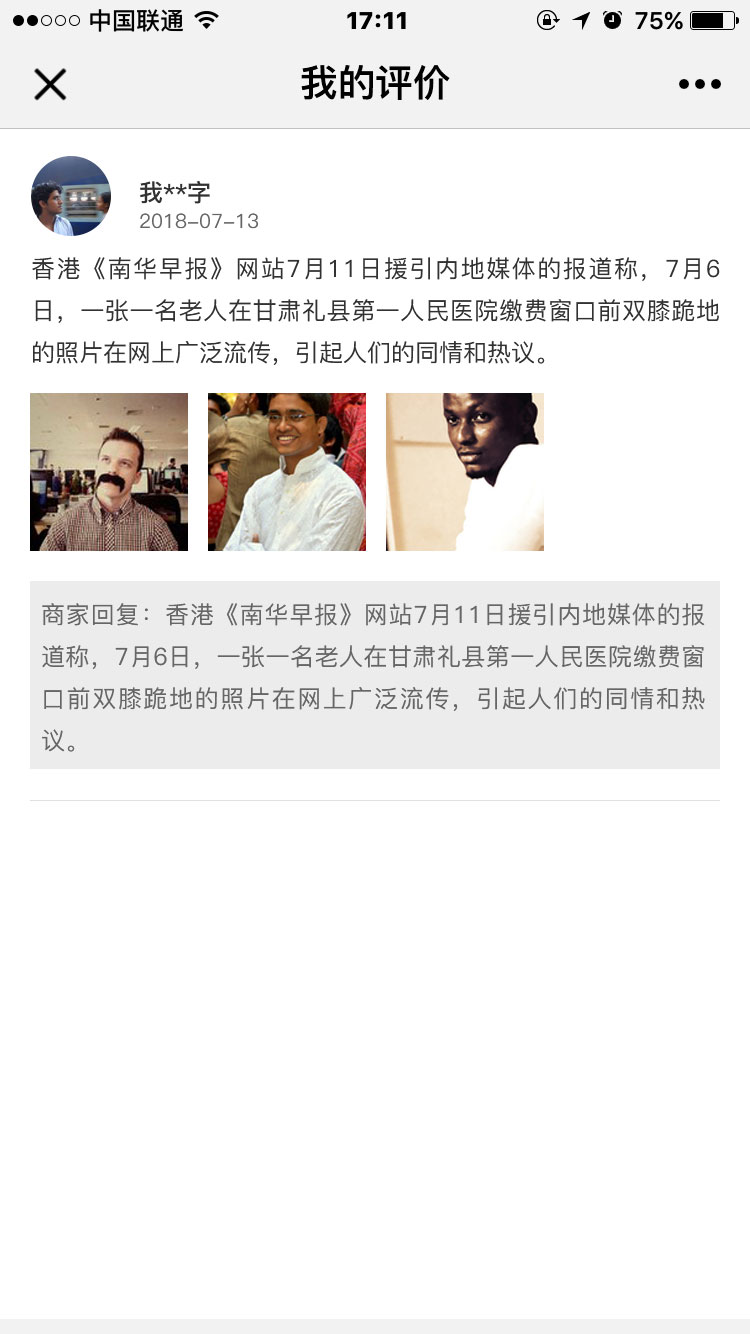 中国联通 17:11 75%
我的评价
我**字
2018-07-13
香港《南华早报》网站7月11日援引内地媒体的报道称，7月6
日，一张一名老人在甘肃礼县第一人民医院缴费窗口前双膝跪地
的照片在网上广泛流传，引起人们的同情和热议。
商家回复：香港《南华早报》网站7月11日援引内地媒体的报
道称，7月6日，一张一名老人在甘肃礼县第一人民医院缴费窗
口前双膝跪地的照片在网上广泛流传，引起人们的同情和热
议。